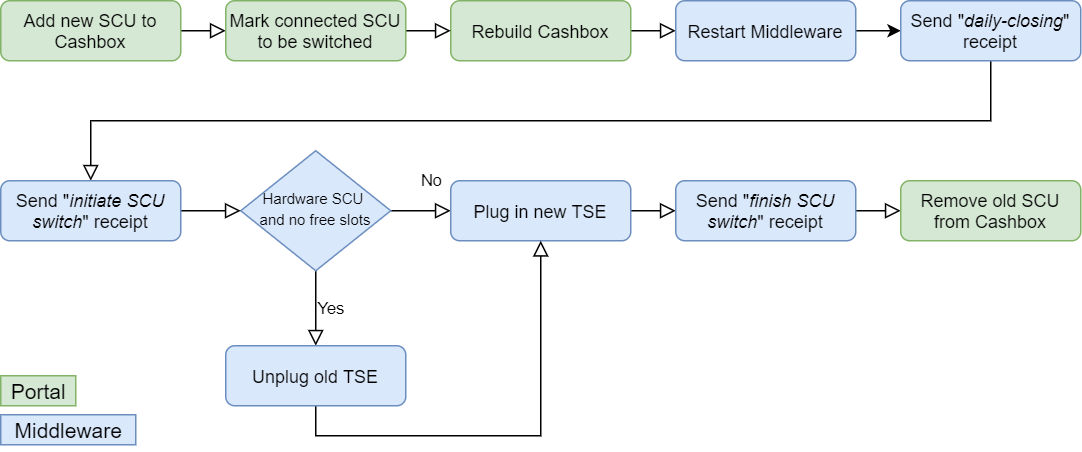 Add new SCU to
Cashbox
Mark connected SCU
to be switched
Rebuild Cashbox
Restart Middleware
Send "daily-closing"
receipt
Send "initiate SCU
switch" receipt
Hardware SCU
and no free slots
No
Plug in new TSE
Send "finish SCU
switch" receipt
Remove old SCU
from Cashbox
Yes
Unplug old TSE
Portal
Middleware